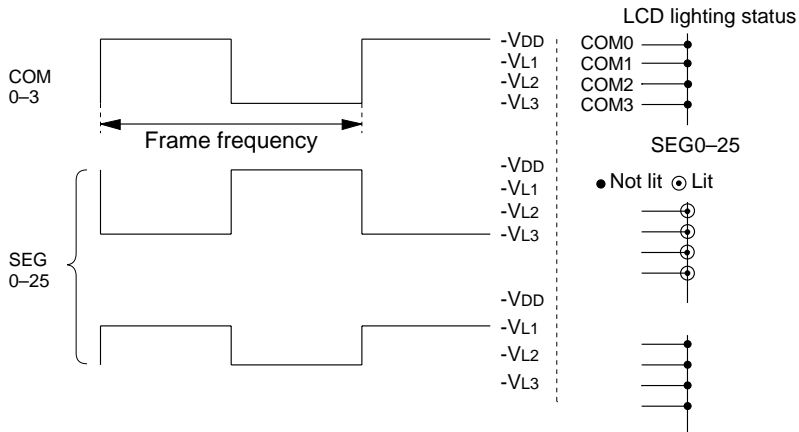 LCD lighting status
COM
0–3
-VDD
-VL1
-VL2
-VL3
COM0
COM1
COM2
COM3
Frame frequency
SEG0–25
Not lit Lit
SEG
0–25
-VDD
-VL1
-VL2
-VL3
-VDD
-VL1
-VL2
-VL3